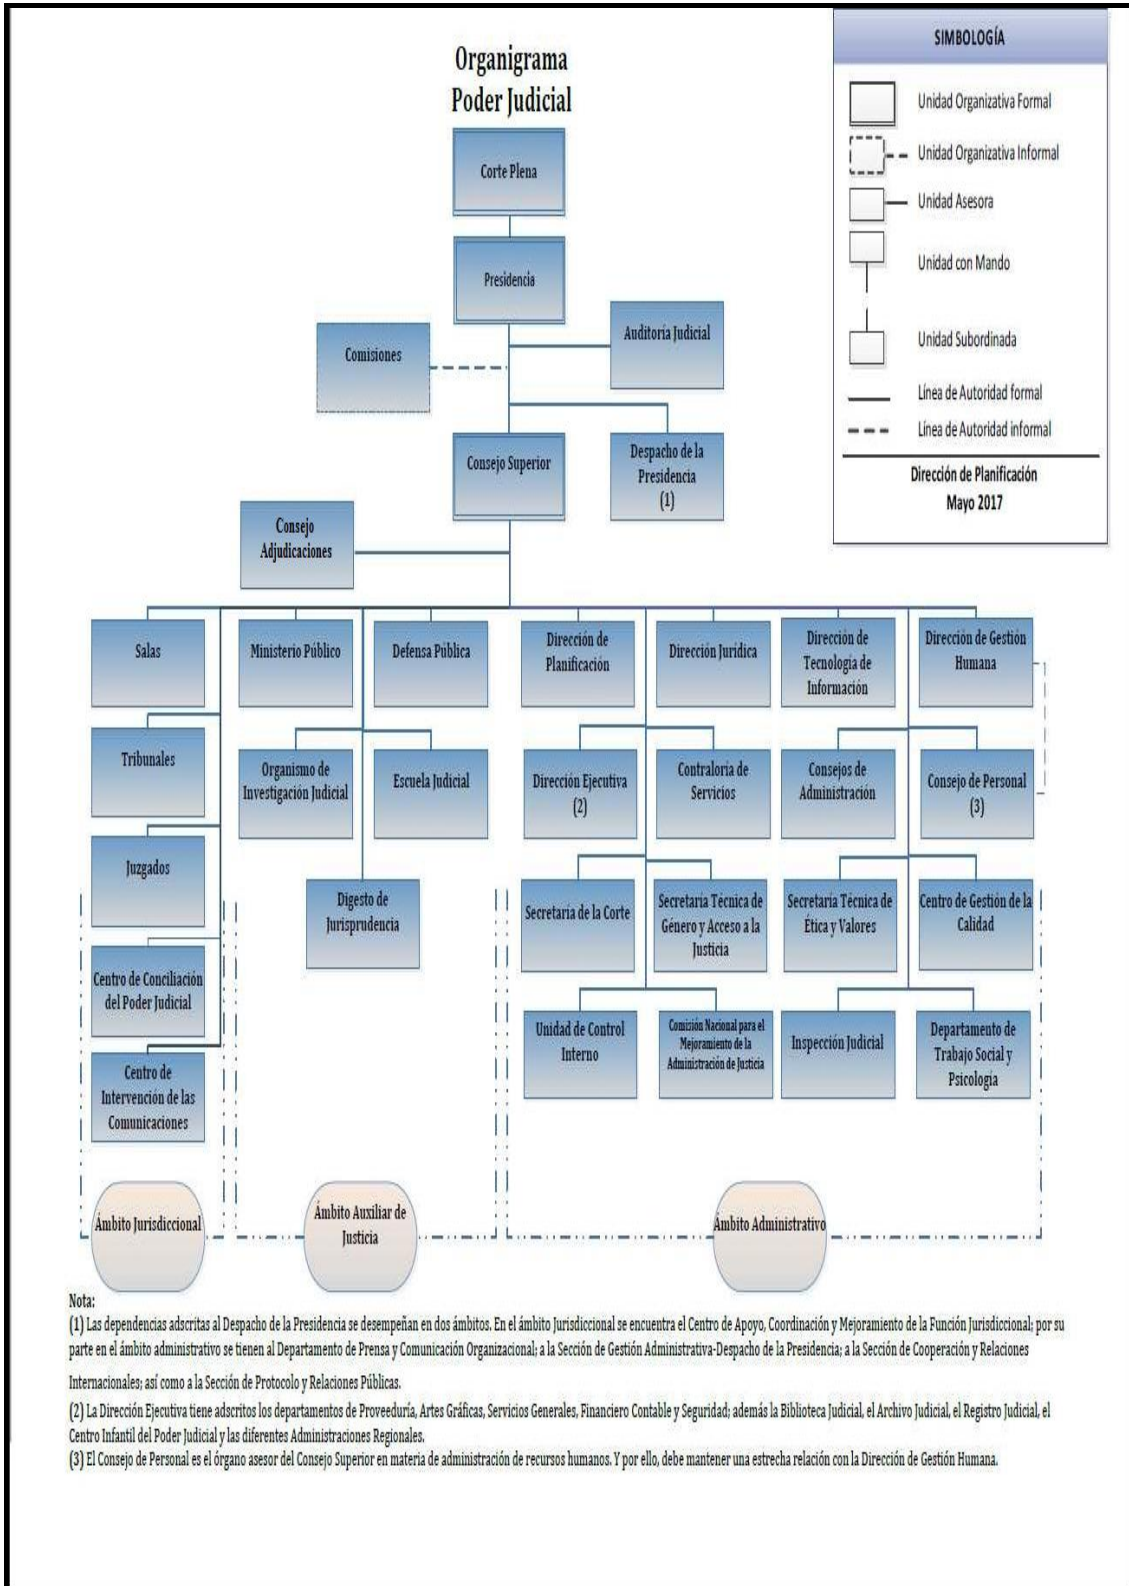 Organigrama
Poder Judicial
SIMBOLOGÍA
Unidad Organizativa Formal
Unidad Organizativa Informal
Unidad Asesora
Unidad con Mando
Unidad Subordinada
Línea de Autoridad formal
Línea de Autoridad informal
Dirección de Planificación
Mayo 2017
Corte Plena
Presidencia
Auditoría Judicial
Comisiones
Consejo Superior
Despacho de la
Presidencia
(1)
Consejo
Adjudicaciones
Salas
Ministerio Público
Defensa Pública
Dirección de
Planificación
Dirección Jurídica
Dirección de
Tecnología de
Información
Dirección de Gestión
Humana
Tribunales
Organismo de
Investigación Judicial
Escuela Judicial
Dirección Ejecutiva
(2)
Contraloría de
Servicios
Consejos de
Administración
Consejo de Personal
(3)
Juzgados
Digesto de
Jurisprudencia
Secretaría de la Corte
Secretaría Técnica de
Género y Acceso a la
Justicia
Secretaría Técnica de
Ética y Valores
Centro de Gestión de la
Calidad
Centro de Conciliación
del Poder Judicial
Unidad de Control
Interno
Comisión Nacional para el
Mejoramiento de la
Administración de Justicia
Inspección Judicial
Departamento de
Trabajo Social y
Psicología
Centro de
Intervención de las
Comunicaciones
Ámbito Jurisdiccional
Ámbito Auxiliar de
Justicia
Ámbito Administrativo
Nota:
(1) Las dependencias adscritas al Despacho de la Presidencia se desempeñan en dos ámbitos. En el ámbito Jurisdiccional se encuentra el Centro de Apoyo, Coordinación y Mejoramiento de la Función Jurisdiccional; por su
parte en el ámbito administrativo se tienen al Departamento de Prensa y Comunicación Organizacional; a la Sección de Gestión Administrativa-Despacho de la Presidencia; a la Sección de Cooperación y Relaciones
Internacionales; así como a la Sección de Protocolo y Relaciones Públicas.
(2) La Dirección Ejecutiva tiene adscritos los departamentos de Proveeduría, Artes Gráficas, Servicios Generales, Financiero Contable y Seguridad; además la Biblioteca Judicial, el Archivo Judicial, el Registro Judicial, el
Centro Infantil del Poder Judicial y las diferentes Administraciones Regionales.
(3) El Consejo de Personal es el órgano asesor del Consejo Superior en materia de administración de recursos humanos. Y por ello, debe mantener una estrecha relación con la Dirección de Gestión Humana.